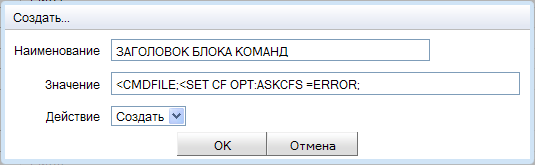 Создать...
Наименование ЗАГОЛОВОК БЛОКА КОМАНД
Значение <CMDFILE;<SET CF OPT:ASKCFS =ERROR;
Действие Создать
OK Отмена